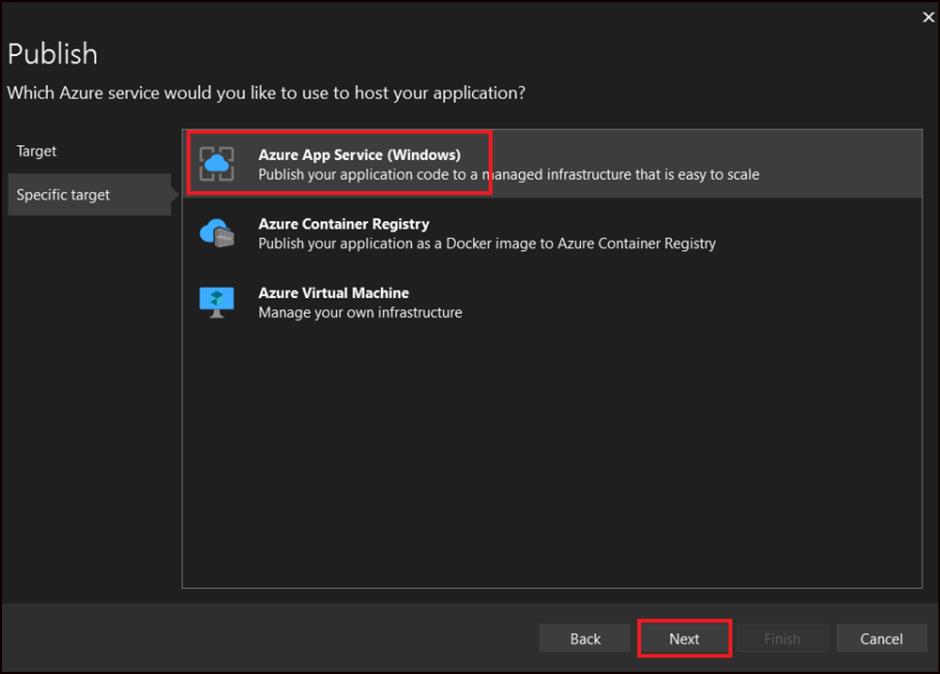 Publish
Which Azure service would you like to use to host your application?
Target
Specific target
Azure App Service (Windows)
Publish your application code to a managed infrastructure that is easy to scale
Azure Container Registry
Publish your application as a Docker image to Azure Container Registry
Azure Virtual Machine
Manage your own infrastructure
Back
Next
Finish
Cancel